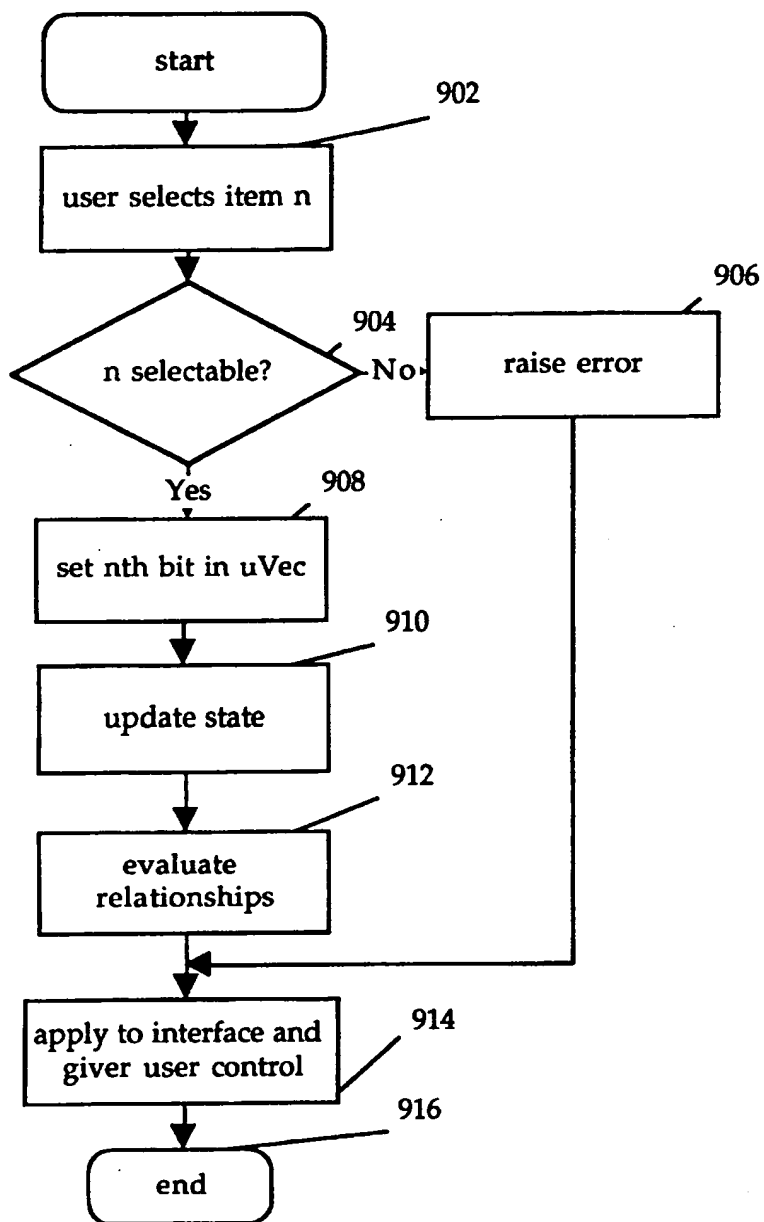 start
902
user selects item n
906
904
n selectable?
No
raise error
Yes
908
set nth bit in uVec
910
update state
912
evaluate
relationships
apply to interface and
giver user control
914
916
end